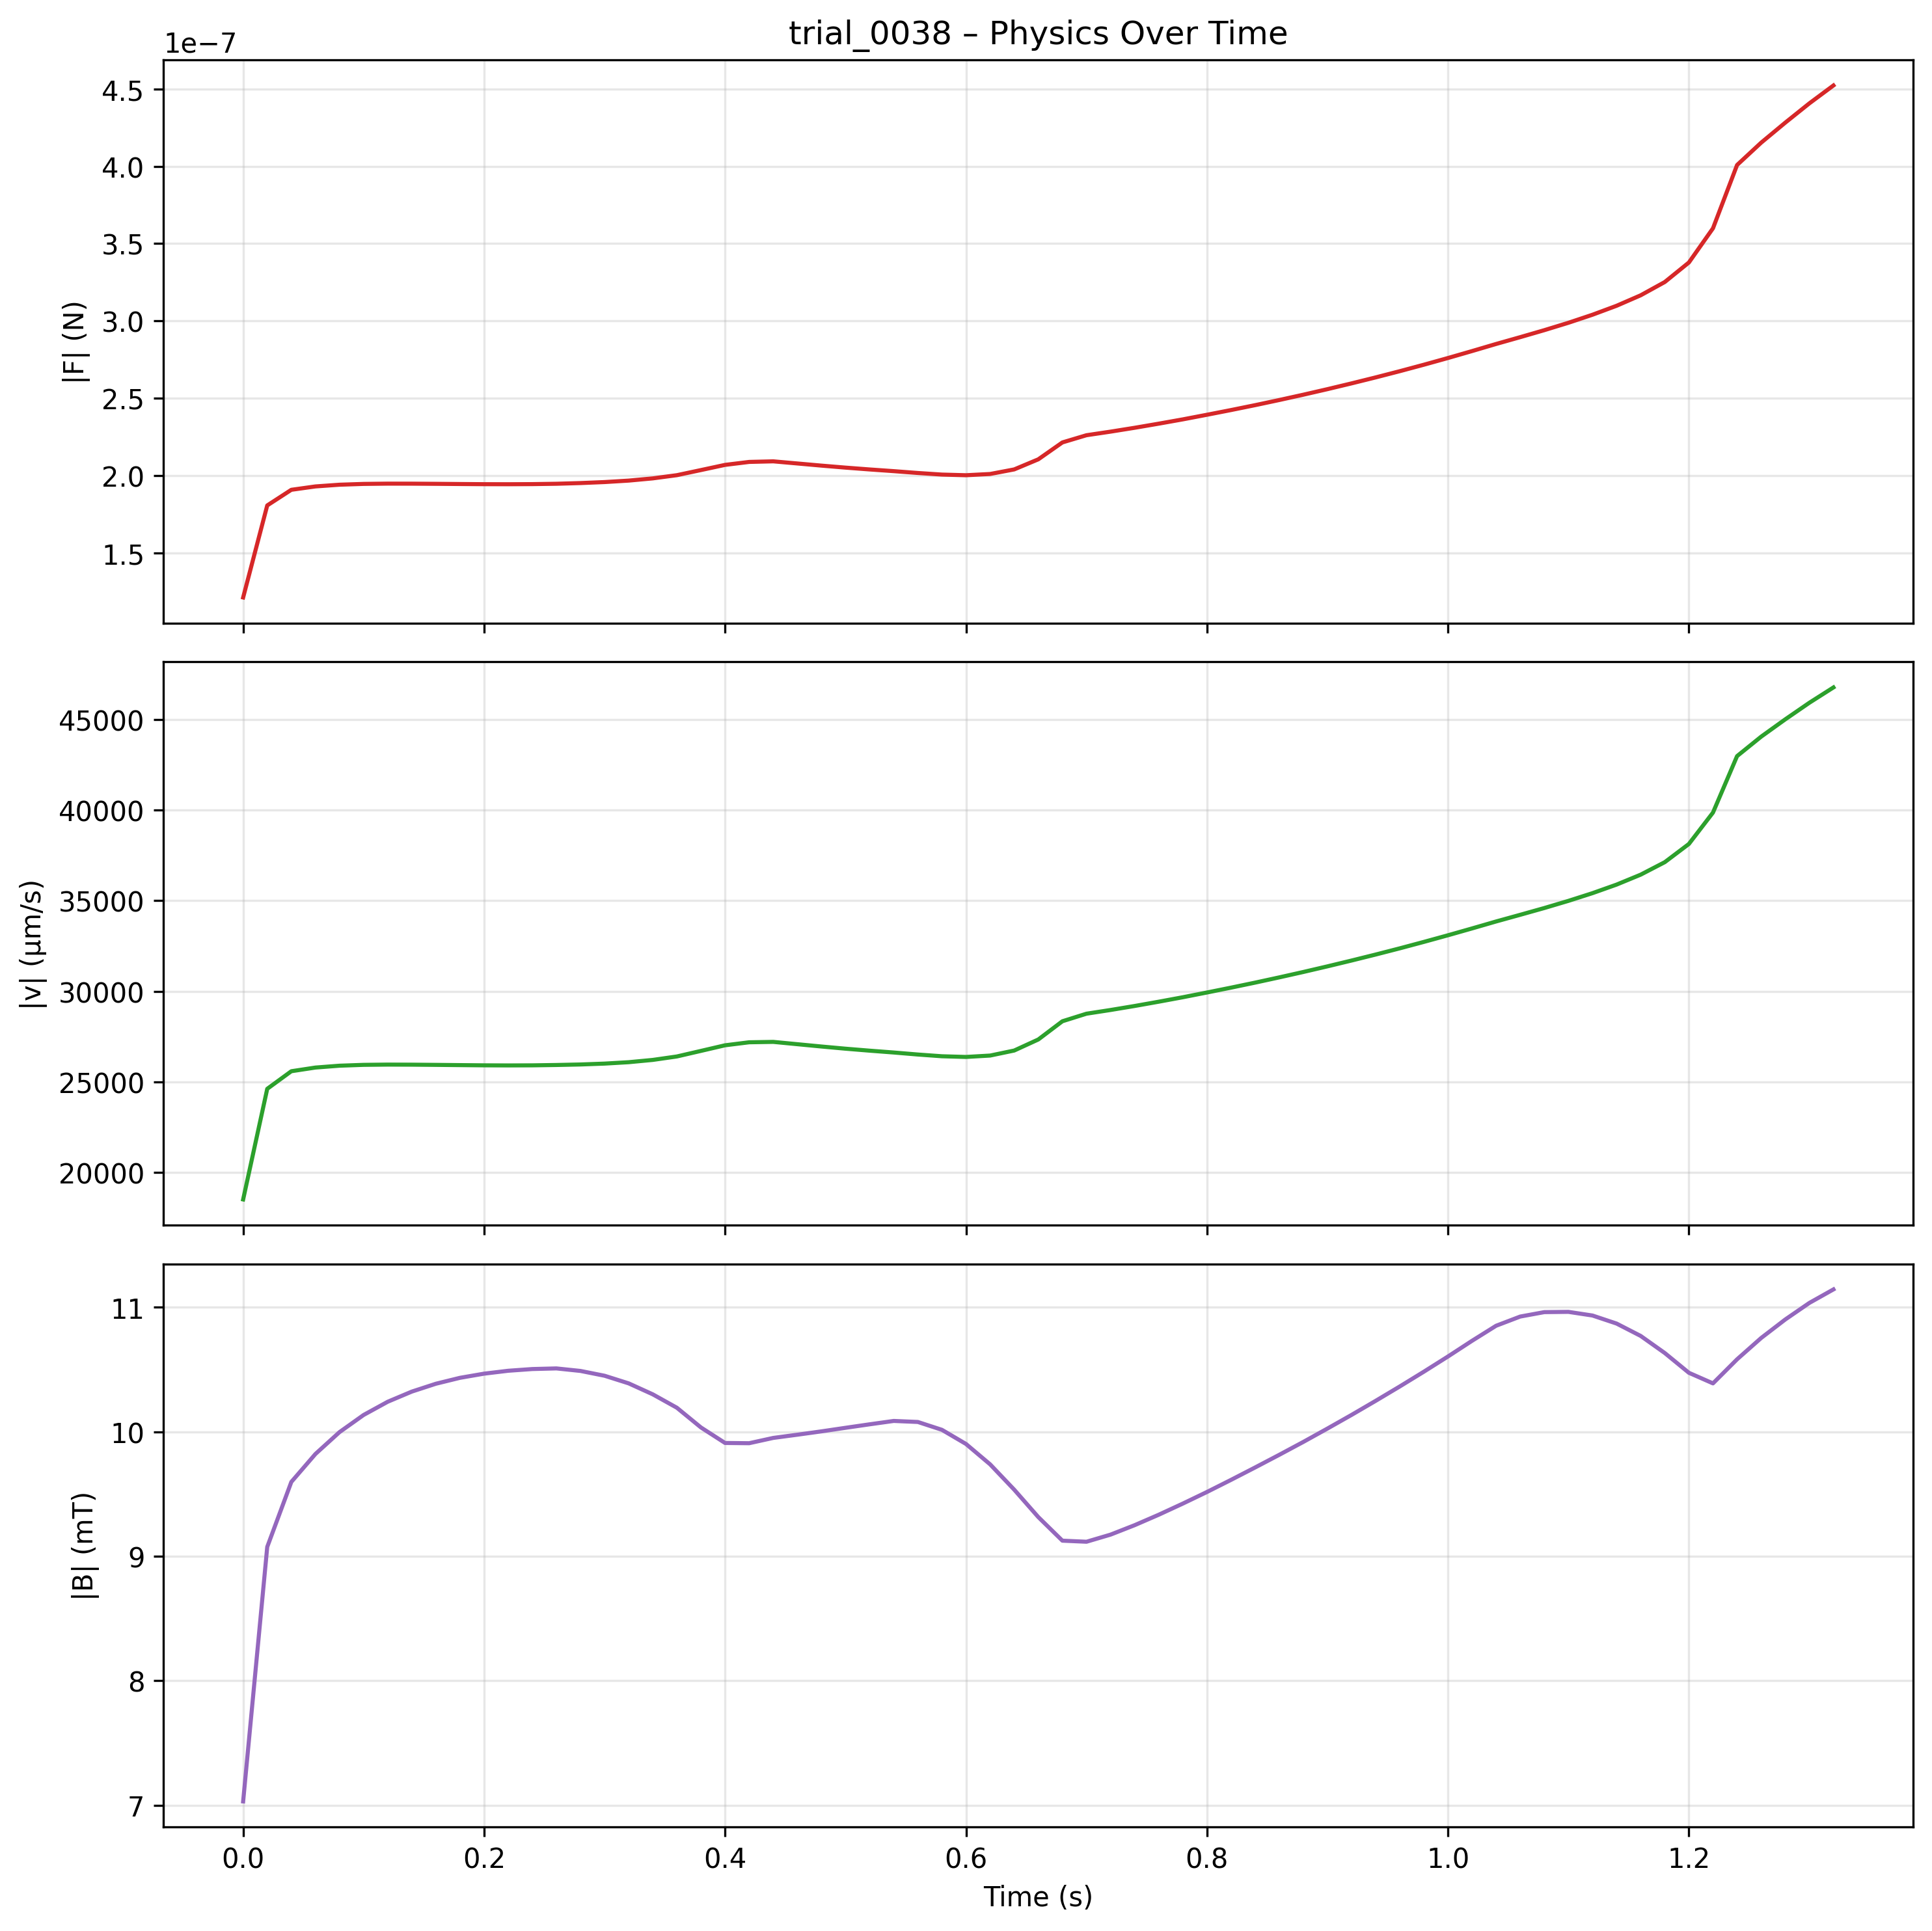 trial_0038 – Physics Over Time
1e−7
4.5
4.0
3.5
3.0
2.5
2.0
1.5
|F| (N)
45000
40000
35000
30000
25000
20000
|v| (μm/s)
11
10
9
8
7
|B| (mT)
0.0 0.2 0.4 0.6 0.8 1.0 1.2
Time (s)